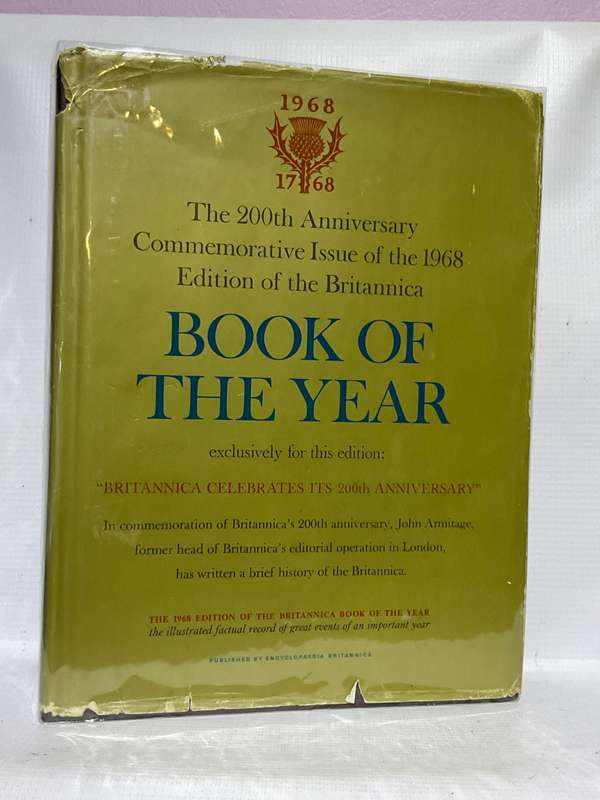 1968
1768
The 200th Anniversary
Commemorative Issue of the 1968
Edition of the Britannica
BOOK OF
THE YEAR
exclusively for this edition:
"BRITANNICA CELEBRATES ITS 200th ANNIVERSARY"
In commemoration of Britannica's 200th anniversary, John Armitage,
former head of Britannica's editorial operation in London,
has written a brief history of the Britannica.
THE 1968 EDITION OF THE BRITANNICA BOOK OF THE YEAR
the illustrated factual record of great events of an important year
PUBLISHED BY ENCYCLOPAEDIA BRITANNICA